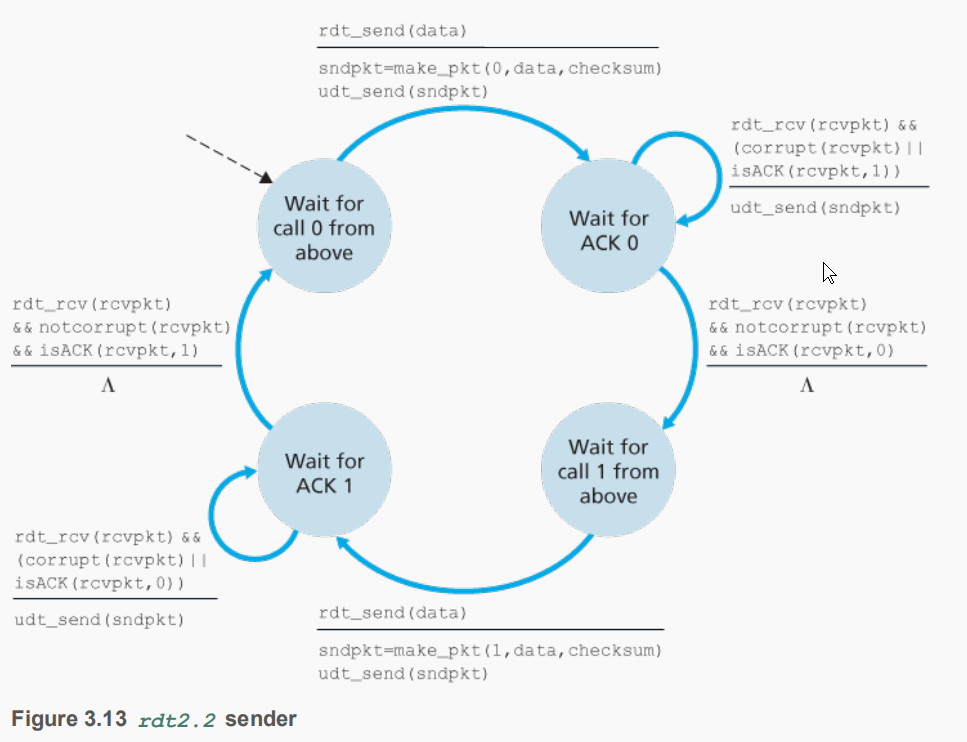 rdt_send(data)
sndpkt=make_pkt(0,data,checksum)
udt_send(sndpkt)
rdt_rcv(rcvpkt) &&
(corrupt(rcvpkt)||
isACK(rcvpkt,1))
udt_send(sndpkt)
Wait for
call 0 from
above
Wait for
ACK 0
rdt_rcv(rcvpkt)
&& notcorrupt(rcvpkt)
&& isACK(rcvpkt,1)
Λ
rdt_rcv(rcvpkt)
&& notcorrupt(rcvpkt)
&& isACK(rcvpkt,0)
Λ
Wait for
ACK 1
Wait for
call 1 from
above
rdt_rcv(rcvpkt) &&
(corrupt(rcvpkt)||
isACK(rcvpkt,0))
udt_send(sndpkt)
rdt_send(data)
sndpkt=make_pkt(1,data,checksum)
udt_send(sndpkt)
Figure 3.13 rdt2.2 sender